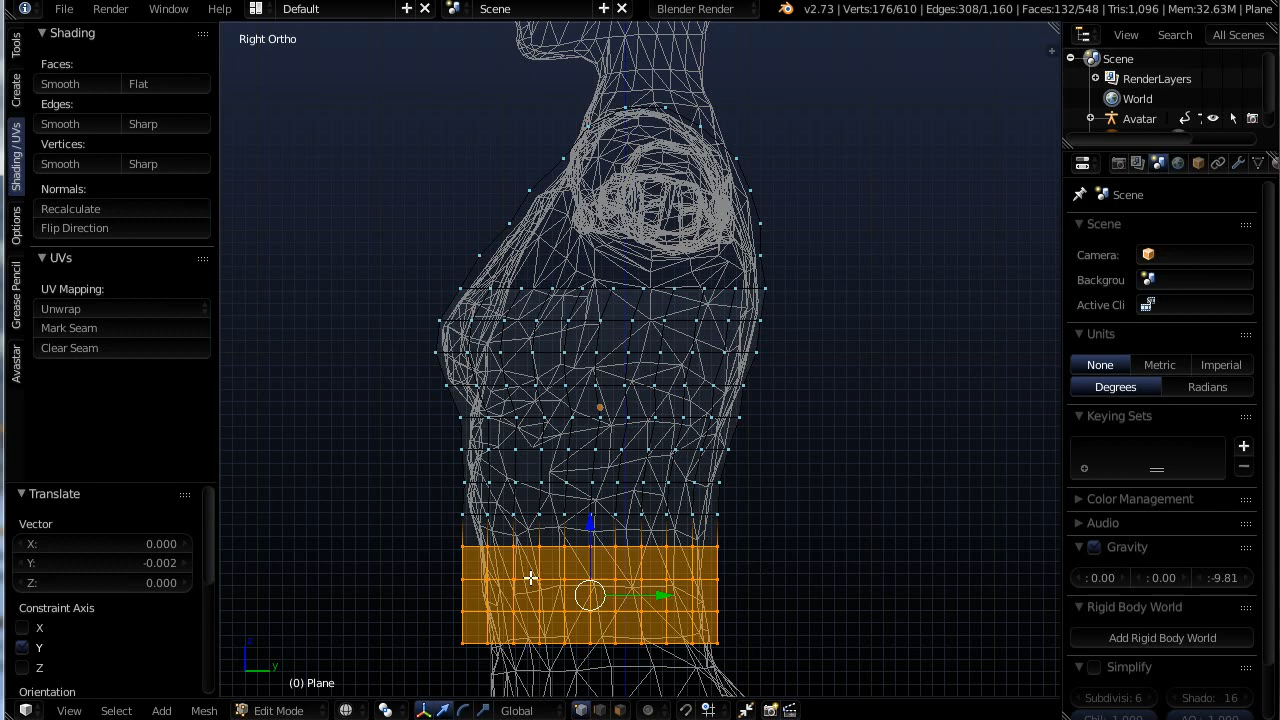 File Render Window Help Default Scene Blender Render v2.73 | Verts:176/610 | Edges:308/1,160 | Faces:132/548 | Tris:1,096 | Mem:32.63M | Plane
Tools
Create
Shading / UVs
Options
Grease Pencil
Avastar
Shading
Faces:
Smooth Flat
Edges:
Smooth Sharp
Vertices:
Smooth Sharp
Normals:
Recalculate
Flip Direction
UVs
UV Mapping:
Unwrap
Mark Seam
Clear Seam
Translate
Vector
X: 0.000
Y: -0.002
Z: 0.000
Constraint Axis
X
Y
Z
Orientation
Right Ortho
z
y
(0) Plane
View Select Add Mesh Edit Mode Global
View Search All Scenes
Scene
RenderLayers
World
Avatar
Scene
Scene
Camera:
Backgrou
Active Cli
Units
None Metric Imperial
Degrees Radians
Keying Sets
Color Management
Audio
Gravity
: 0.00 : 0.00 :-9.81
Rigid Body World
Add Rigid Body World
Simplify
Subdivisi: 6 Shado: 16